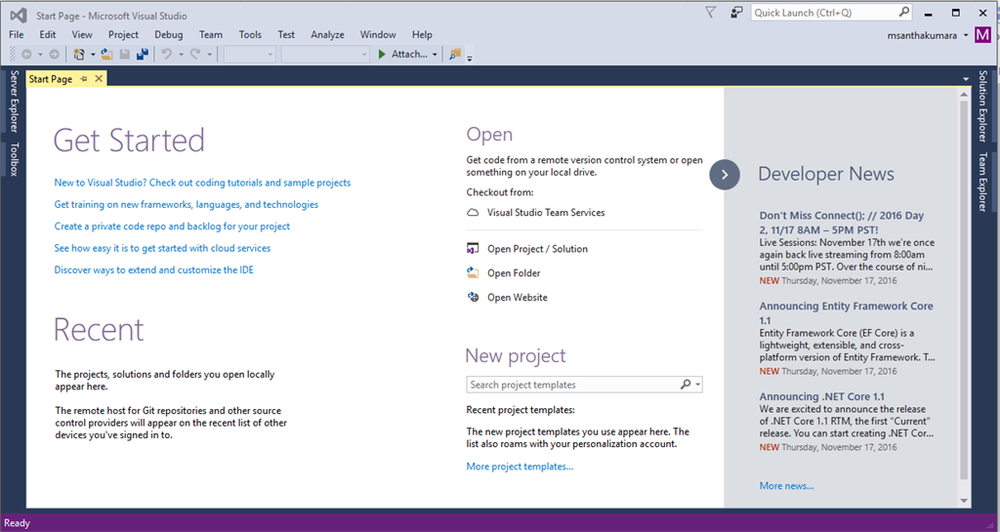 Start Page - Microsoft Visual Studio
Quick Launch (Ctrl+Q)
File Edit View Project Debug Team Tools Test Analyze Window Help
msanthakumara
M
Attach...
Server Explorer
Toolbox
Start Page
Get Started
New to Visual Studio? Check out coding tutorials and sample projects
Get training on new frameworks, languages, and technologies
Create a private code repo and backlog for your project
See how easy it is to get started with cloud services
Discover ways to extend and customize the IDE
Recent
The projects, solutions and folders you open locally
appear here.
The remote host for Git repositories and other source
control providers will appear on the recent list of other
devices you've signed in to.
Open
Get code from a remote version control system or open
something on your local drive.
Checkout from:
Visual Studio Team Services
Open Project / Solution
Open Folder
Open Website
New project
Search project templates
Recent project templates:
The new project templates you use appear here. The
list also roams with your personalization account.
More project templates...
Developer News
Don't Miss Connect(); // 2016 Day
2, 11/17 8AM – 5PM PST!
Live Sessions: November 17th we're once
again back live streaming from 8:00am
until 5:00pm PST. Over the course of ni...
NEW Thursday, November 17, 2016
Announcing Entity Framework Core
1.1
Entity Framework Core (EF Core) is a
lightweight, extensible, and cross-
platform version of Entity Framework. T...
NEW Thursday, November 17, 2016
Announcing .NET Core 1.1
We are excited to announce the release
of .NET Core 1.1 RTM, the first "Current"
release. You can start creating .NET Cor...
NEW Thursday, November 17, 2016
More news...
Solution Explorer
Team Explorer
Ready